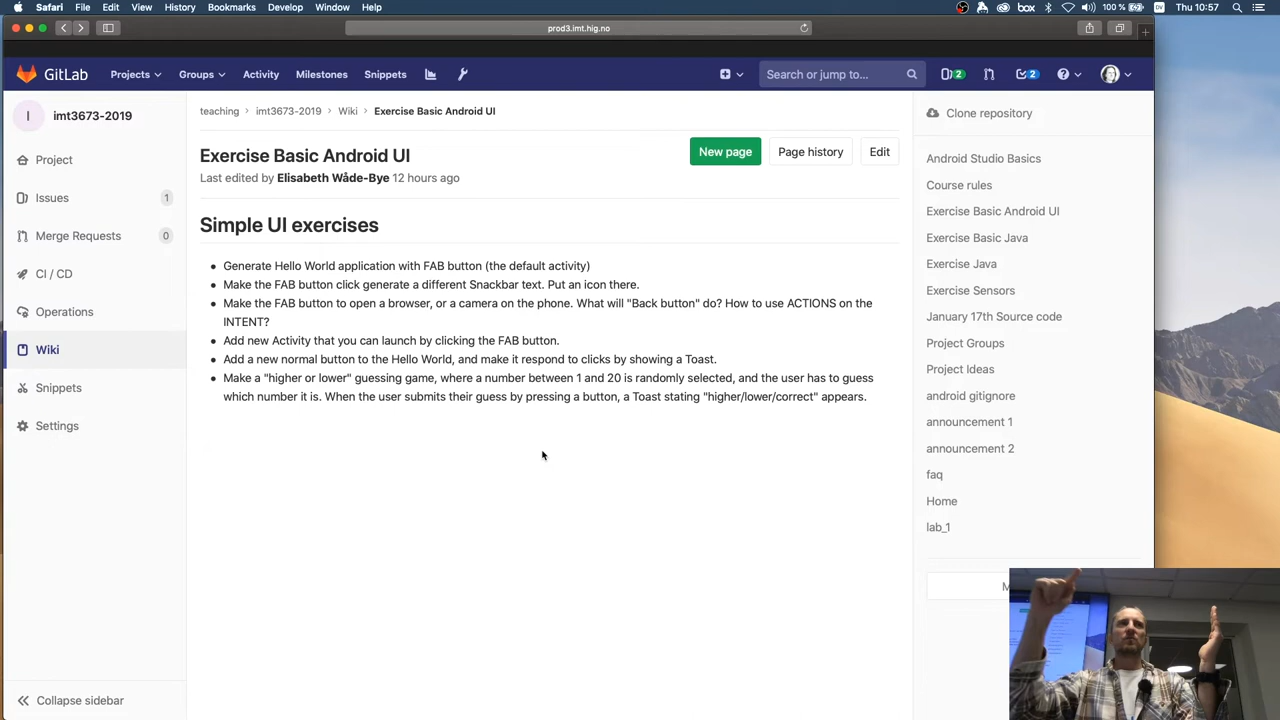 Safari File Edit View History Bookmarks Develop Window Help box 100 % DV Thu 10:57
prod3.imt.hig.no
GitLab Projects Groups Activity Milestones Snippets Search or jump to... 2 2
I imt3673-2019
Project
Issues 1
Merge Requests 0
CI / CD
Operations
Wiki
Snippets
Settings
Collapse sidebar
teaching > imt3673-2019 > Wiki > Exercise Basic Android UI
Exercise Basic Android UI
New page Page history Edit
Last edited by Elisabeth Wåde-Bye 12 hours ago
Simple UI exercises
Generate Hello World application with FAB button (the default activity)
Make the FAB button click generate a different Snackbar text. Put an icon there.
Make the FAB button to open a browser, or a camera on the phone. What will "Back button" do? How to use ACTIONS on the
INTENT?
Add new Activity that you can launch by clicking the FAB button.
Add a new normal button to the Hello World, and make it respond to clicks by showing a Toast.
Make a "higher or lower" guessing game, where a number between 1 and 20 is randomly selected, and the user has to guess
which number it is. When the user submits their guess by pressing a button, a Toast stating "higher/lower/correct" appears.
Clone repository
Android Studio Basics
Course rules
Exercise Basic Android UI
Exercise Basic Java
Exercise Java
Exercise Sensors
January 17th Source code
Project Groups
Project Ideas
android gitignore
announcement 1
announcement 2
faq
Home
lab_1